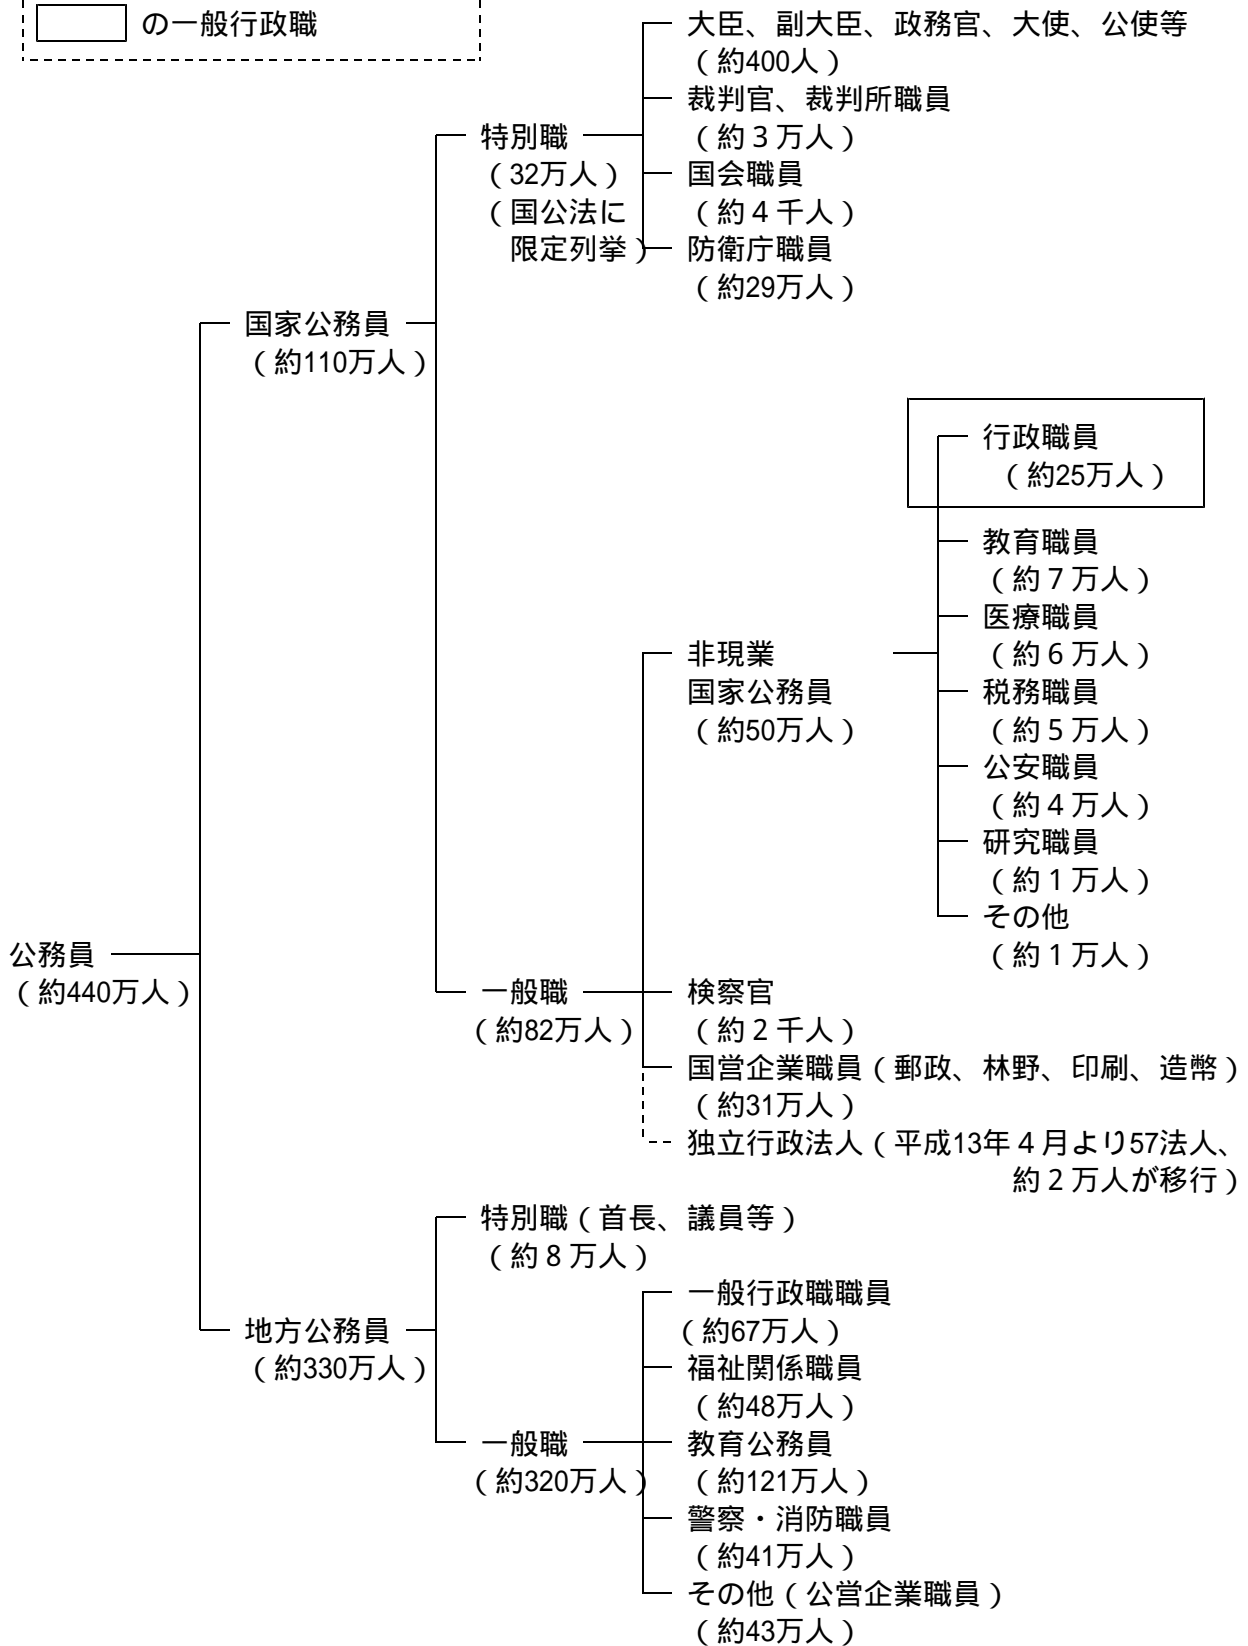 の一般行政職
大臣、副大臣、政務官、大使、公使等
（約400人）
裁判官、裁判所職員
（約３万人）
特別職
（32万人）
（国公法に
限定列挙）
国会職員
（約４千人）
防衛庁職員
（約29万人）
国家公務員
（約110万人）
行政職員
（約25万人）
教育職員
（約７万人）
医療職員
（約６万人）
税務職員
（約５万人）
公安職員
（約４万人）
研究職員
（約１万人）
その他
（約１万人）
非現業
国家公務員
（約50万人）
公務員
（約440万人）
一般職
（約82万人）
検察官
（約２千人）
国営企業職員（郵政、林野、印刷、造幣）
（約31万人）
独立行政法人（平成13年４月より57法人、
約２万人が移行）
特別職（首長、議員等）
（約８万人）
地方公務員
（約330万人）
一般職
（約320万人）
一般行政職職員
（約67万人）
福祉関係職員
（約48万人）
教育公務員
（約121万人）
警察・消防職員
（約41万人）
その他（公営企業職員）
（約43万人）